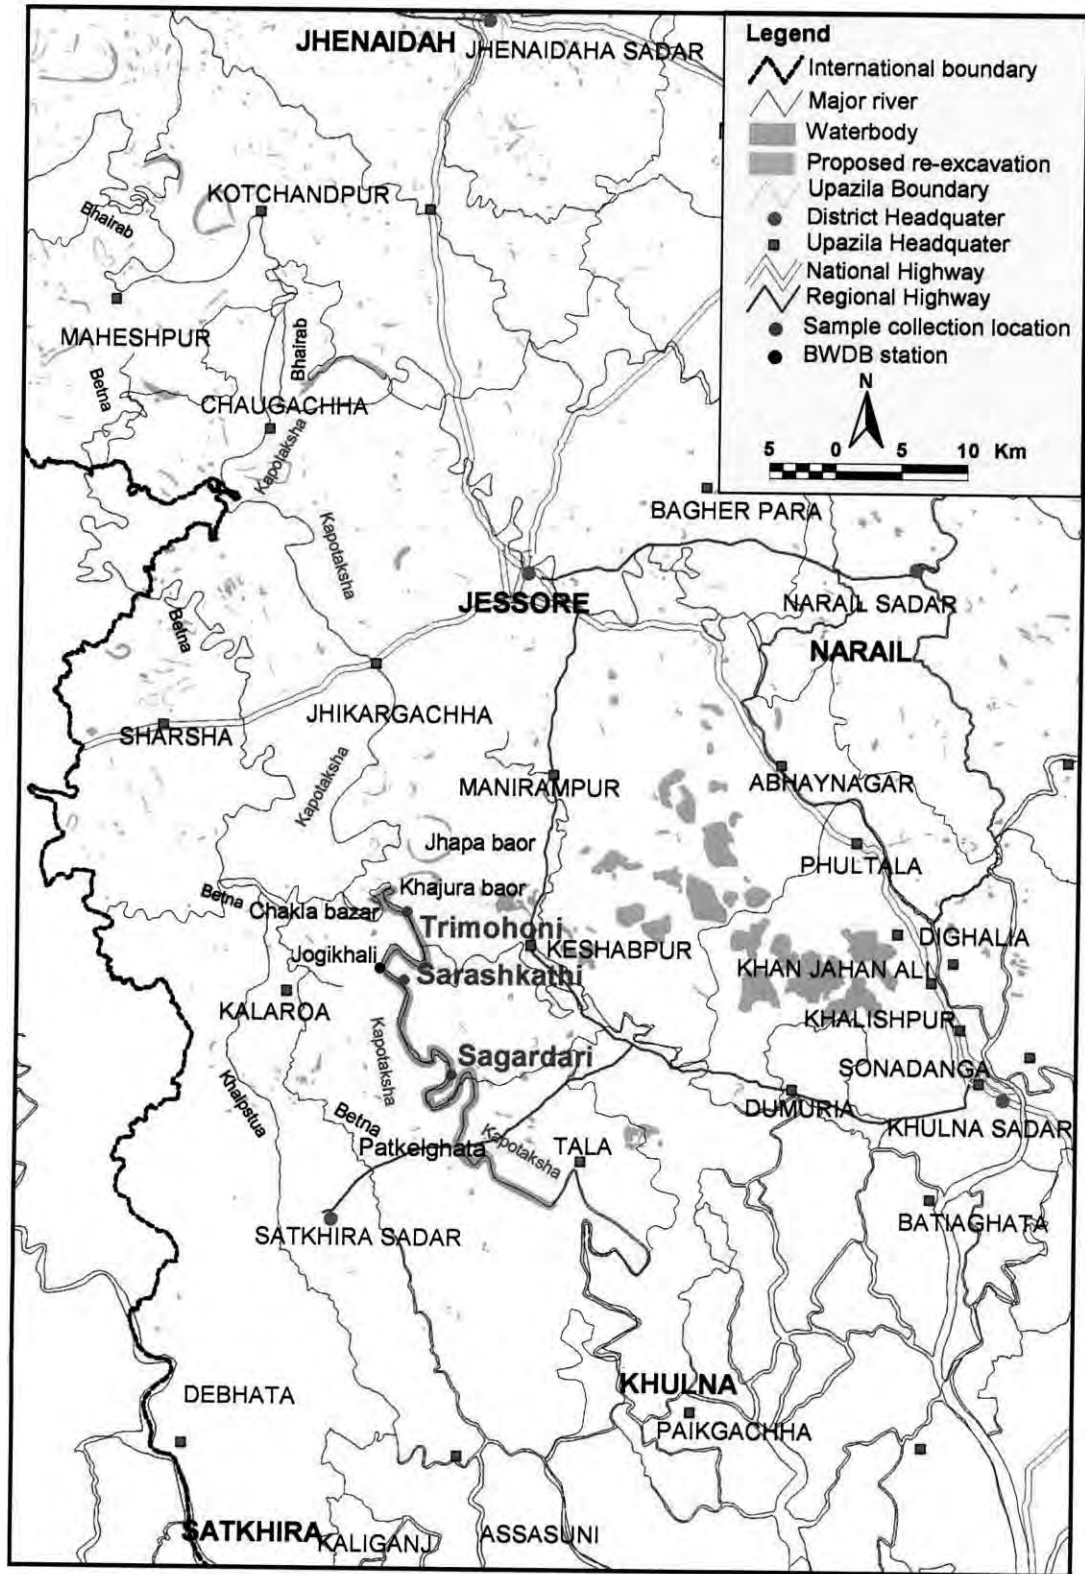 JHENAIDAH
JHENAIDAHA SADAR
Legend
International boundary
Major river
Waterbody
Proposed re-excavation
Upazila Boundary
District Headquater
Upazila Headquater
National Highway
Regional Highway
Sample collection location
BWDB station
N
5 0 5 10 Km
KOTCHANDPUR
Bhairab
MAHESHPUR
Bhairab
Betna
CHAUGACHHA
Kapotaksha
Kapotaksha
BAGHER PARA
JESSORE
NARAIL SADAR
Betna
NARAIL
JHIKARGACHHA
SHARSHA
Kapotaksha
MANIRAMPUR
ABHAYNAGAR
Jhapa baor
PHULTALA
Khajura baor
Betna
Chakla bazar
Trimohoni
KESHABPUR
DIGHALIA
Jogikhali
Sarashkathi
KHAN JAHAN ALI
KALAROA
KHALISHPUR
Kapotaksha
Sagardari
SONADANGA
Khalpstua
DUMURIA
KHULNA SADAR
Betna
Patkelghata
Kapotaksha
TALA
BATIAGHATA
SATKHIRA SADAR
KHULNA
DEBHATA
PAIKGACHHA
SATKHIRA
KALIGANJ
ASSASUNI